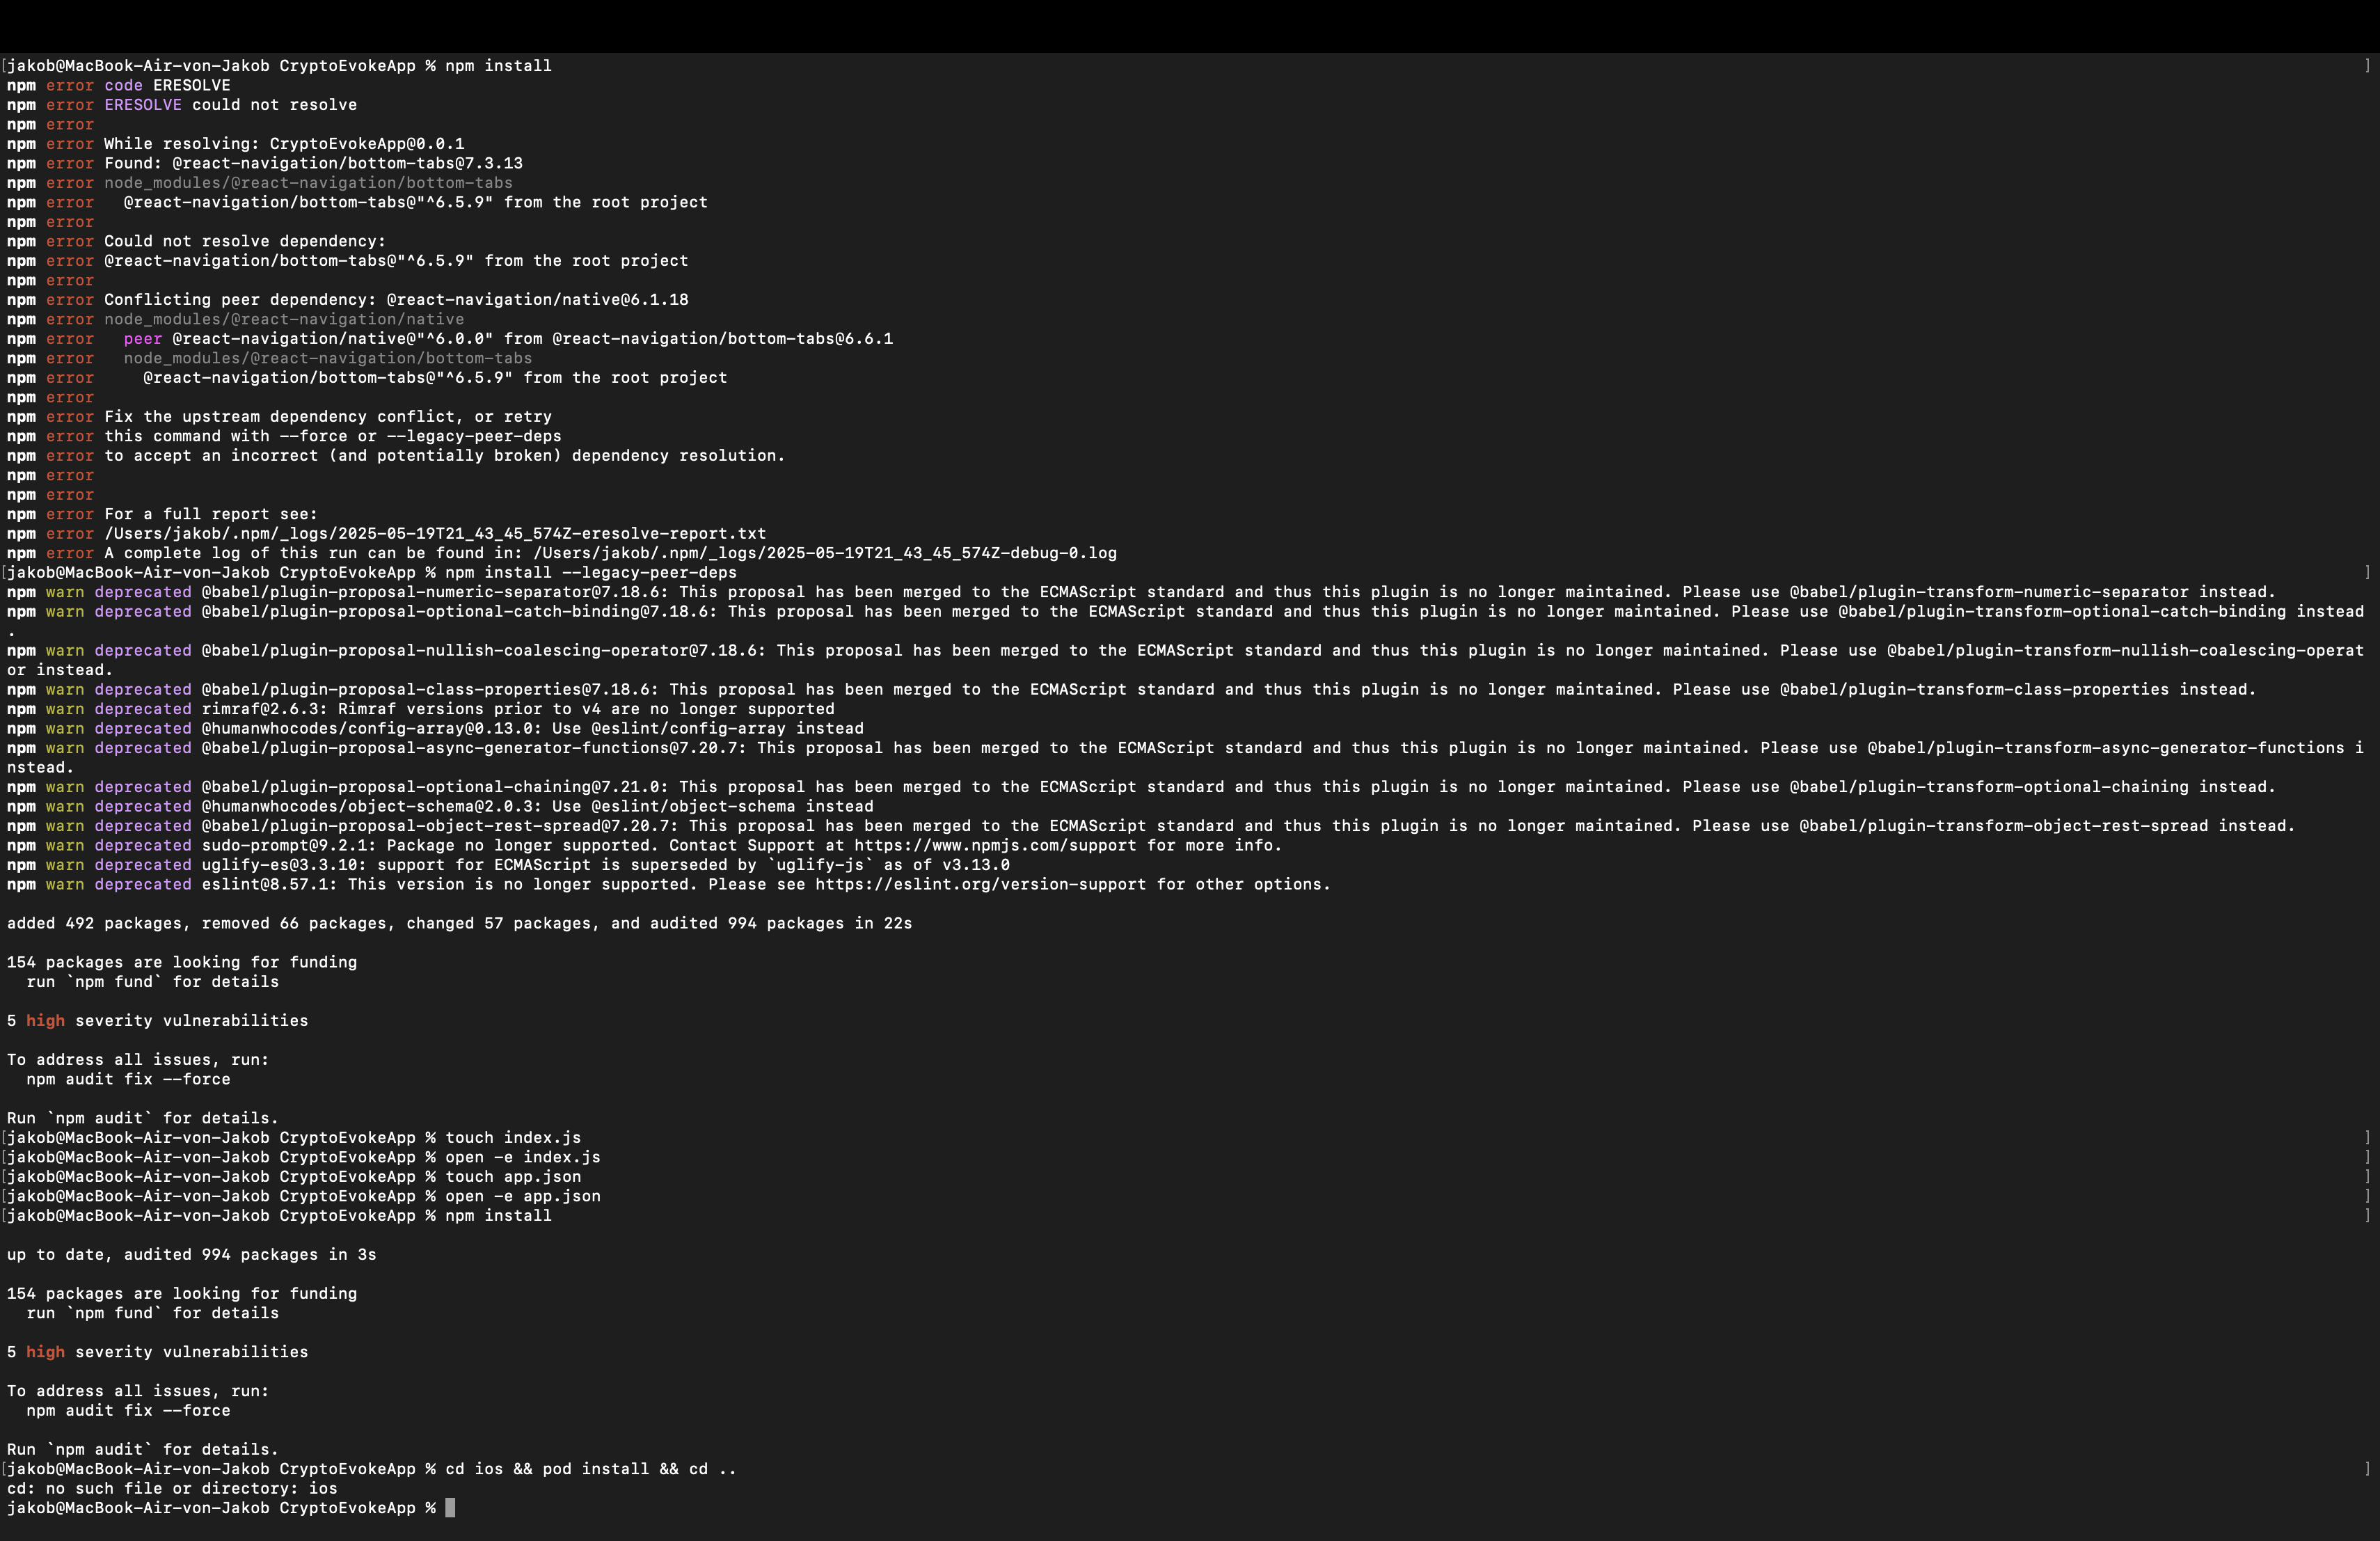 [jakob@MacBook-Air-von-Jakob CryptoEvokeApp % npm install ]
npm error code ERESOLVE
npm error ERESOLVE could not resolve
npm error
npm error While resolving: CryptoEvokeApp@0.0.1
npm error Found: @react-navigation/bottom-tabs@7.3.13
npm error node_modules/@react-navigation/bottom-tabs
npm error   @react-navigation/bottom-tabs@"^6.5.9" from the root project
npm error
npm error Could not resolve dependency:
npm error @react-navigation/bottom-tabs@"^6.5.9" from the root project
npm error
npm error Conflicting peer dependency: @react-navigation/native@6.1.18
npm error node_modules/@react-navigation/native
npm error   peer @react-navigation/native@"^6.0.0" from @react-navigation/bottom-tabs@6.6.1
npm error   node_modules/@react-navigation/bottom-tabs
npm error     @react-navigation/bottom-tabs@"^6.5.9" from the root project
npm error
npm error Fix the upstream dependency conflict, or retry
npm error this command with --force or --legacy-peer-deps
npm error to accept an incorrect (and potentially broken) dependency resolution.
npm error
npm error
npm error For a full report see:
npm error /Users/jakob/.npm/_logs/2025-05-19T21_43_45_574Z-eresolve-report.txt
npm error A complete log of this run can be found in: /Users/jakob/.npm/_logs/2025-05-19T21_43_45_574Z-debug-0.log
[jakob@MacBook-Air-von-Jakob CryptoEvokeApp % npm install --legacy-peer-deps ]
npm warn deprecated @babel/plugin-proposal-numeric-separator@7.18.6: This proposal has been merged to the ECMAScript standard and thus this plugin is no longer maintained. Please use @babel/plugin-transform-numeric-separator instead.
npm warn deprecated @babel/plugin-proposal-optional-catch-binding@7.18.6: This proposal has been merged to the ECMAScript standard and thus this plugin is no longer maintained. Please use @babel/plugin-transform-optional-catch-binding instead
.
npm warn deprecated @babel/plugin-proposal-nullish-coalescing-operator@7.18.6: This proposal has been merged to the ECMAScript standard and thus this plugin is no longer maintained. Please use @babel/plugin-transform-nullish-coalescing-operat
or instead.
npm warn deprecated @babel/plugin-proposal-class-properties@7.18.6: This proposal has been merged to the ECMAScript standard and thus this plugin is no longer maintained. Please use @babel/plugin-transform-class-properties instead.
npm warn deprecated rimraf@2.6.3: Rimraf versions prior to v4 are no longer supported
npm warn deprecated @humanwhocodes/config-array@0.13.0: Use @eslint/config-array instead
npm warn deprecated @babel/plugin-proposal-async-generator-functions@7.20.7: This proposal has been merged to the ECMAScript standard and thus this plugin is no longer maintained. Please use @babel/plugin-transform-async-generator-functions i
nstead.
npm warn deprecated @babel/plugin-proposal-optional-chaining@7.21.0: This proposal has been merged to the ECMAScript standard and thus this plugin is no longer maintained. Please use @babel/plugin-transform-optional-chaining instead.
npm warn deprecated @humanwhocodes/object-schema@2.0.3: Use @eslint/object-schema instead
npm warn deprecated @babel/plugin-proposal-object-rest-spread@7.20.7: This proposal has been merged to the ECMAScript standard and thus this plugin is no longer maintained. Please use @babel/plugin-transform-object-rest-spread instead.
npm warn deprecated sudo-prompt@9.2.1: Package no longer supported. Contact Support at https://www.npmjs.com/support for more info.
npm warn deprecated uglify-es@3.3.10: support for ECMAScript is superseded by `uglify-js` as of v3.13.0
npm warn deprecated eslint@8.57.1: This version is no longer supported. Please see https://eslint.org/version-support for other options.
added 492 packages, removed 66 packages, changed 57 packages, and audited 994 packages in 22s
154 packages are looking for funding
  run `npm fund` for details
5 high severity vulnerabilities
To address all issues, run:
  npm audit fix --force
Run `npm audit` for details.
[jakob@MacBook-Air-von-Jakob CryptoEvokeApp % touch index.js ]
[jakob@MacBook-Air-von-Jakob CryptoEvokeApp % open -e index.js ]
[jakob@MacBook-Air-von-Jakob CryptoEvokeApp % touch app.json ]
[jakob@MacBook-Air-von-Jakob CryptoEvokeApp % open -e app.json ]
[jakob@MacBook-Air-von-Jakob CryptoEvokeApp % npm install ]
up to date, audited 994 packages in 3s
154 packages are looking for funding
  run `npm fund` for details
5 high severity vulnerabilities
To address all issues, run:
  npm audit fix --force
Run `npm audit` for details.
[jakob@MacBook-Air-von-Jakob CryptoEvokeApp % cd ios && pod install && cd .. ]
cd: no such file or directory: ios
jakob@MacBook-Air-von-Jakob CryptoEvokeApp %